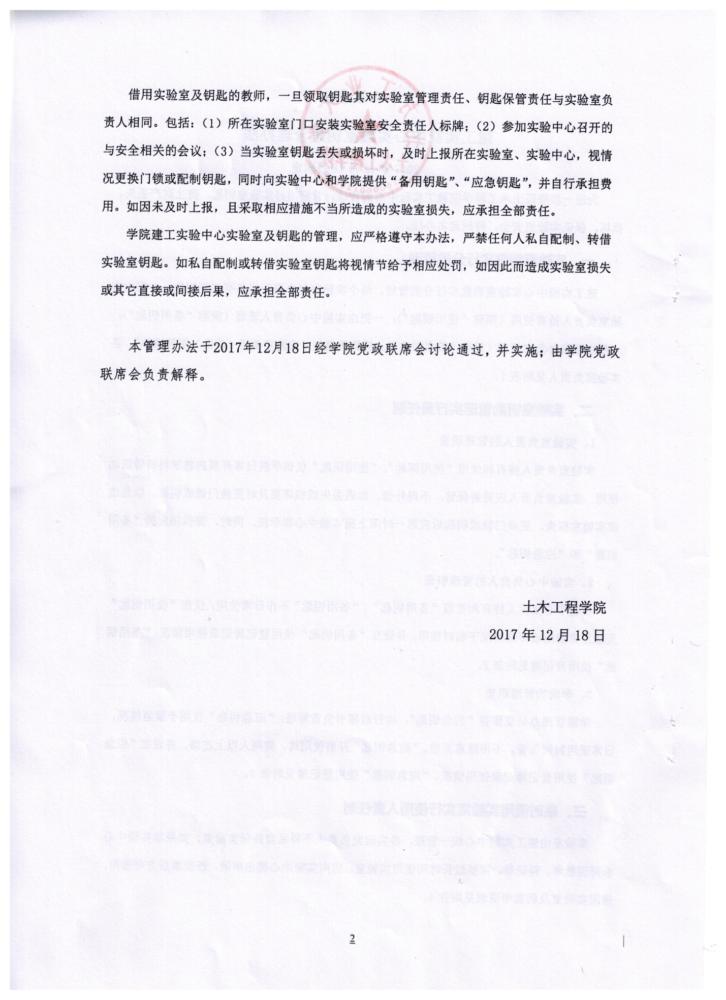 借用实验室及钥匙的教师，一旦领取钥匙其对实验室管理责任、钥匙保管责任与实验室负
责人相同。包括：（1）所在实验室门口安装实验室安全责任人标牌；（2）参加实验中心召开的
与安全相关的会议；（3）当实验室钥匙丢失或损坏时，及时上报所在实验室、实验中心，视情
况更换门锁或配制钥匙，同时向实验中心和学院提供“备用钥匙”、“应急钥匙”，并自行承担费
用。如因未及时上报，且采取相应措施不当所造成的实验室损失，应承担全部责任。
学院建工实验中心实验室及钥匙的管理，应严格遵守本办法，严禁任何人私自配制、转借
实验室钥匙。如私自配制或转借实验室钥匙将视情节给予相应处罚，如因此而造成实验室损失
或其它直接或间接后果，应承担全部责任。
本管理办法于2017年12月18日经学院党政联席会讨论通过，并实施；由学院党政
联席会负责解释。
土木工程学院
2017 年 12 月 18 日
2